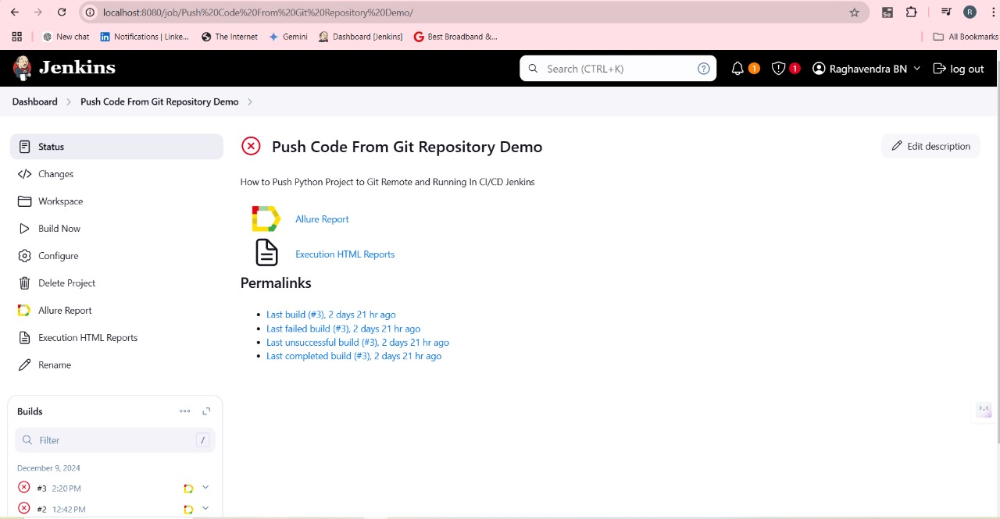 localhost:8080/job/Push%20Code%20From%20Git%20Repository%20Demo/
Se
R
New chat
Notifications | Linke...
The Internet
Gemini
Dashboard [Jenkins]
Best Broadband &...
All Bookmarks
Jenkins
Search (CTRL+K)
?
1
1
Raghavendra BN
log out
Dashboard
Push Code From Git Repository Demo
Status
Changes
Workspace
Build Now
Configure
Delete Project
Allure Report
Execution HTML Reports
Rename
Push Code From Git Repository Demo
Edit description
How to Push Python Project to Git Remote and Running In CI/CD Jenkins
Allure Report
Execution HTML Reports
Permalinks
Last build (#3), 2 days 21 hr ago
Last failed build (#3), 2 days 21 hr ago
Last unsuccessful build (#3), 2 days 21 hr ago
Last completed build (#3), 2 days 21 hr ago
Builds
Filter
/
December 9, 2024
#3 2:20 PM
#2 12:42 PM